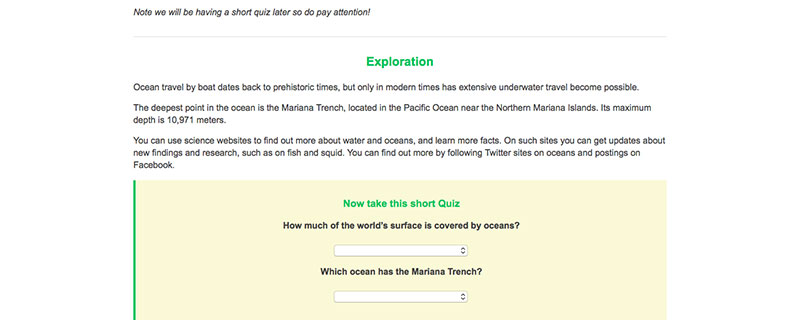 Note we will be having a short quiz later so do pay attention!
Exploration
Ocean travel by boat dates back to prehistoric times, but only in modern times has extensive underwater travel become possible.
The deepest point in the ocean is the Mariana Trench, located in the Pacific Ocean near the Northern Mariana Islands. Its maximum
depth is 10,971 meters.
You can use science websites to find out more about water and oceans, and learn more facts. On such sites you can get updates about
new findings and research, such as on fish and squid. You can find out more by following Twitter sites on oceans and postings on
Facebook.
Now take this short Quiz
How much of the world's surface is covered by oceans?
Which ocean has the Mariana Trench?